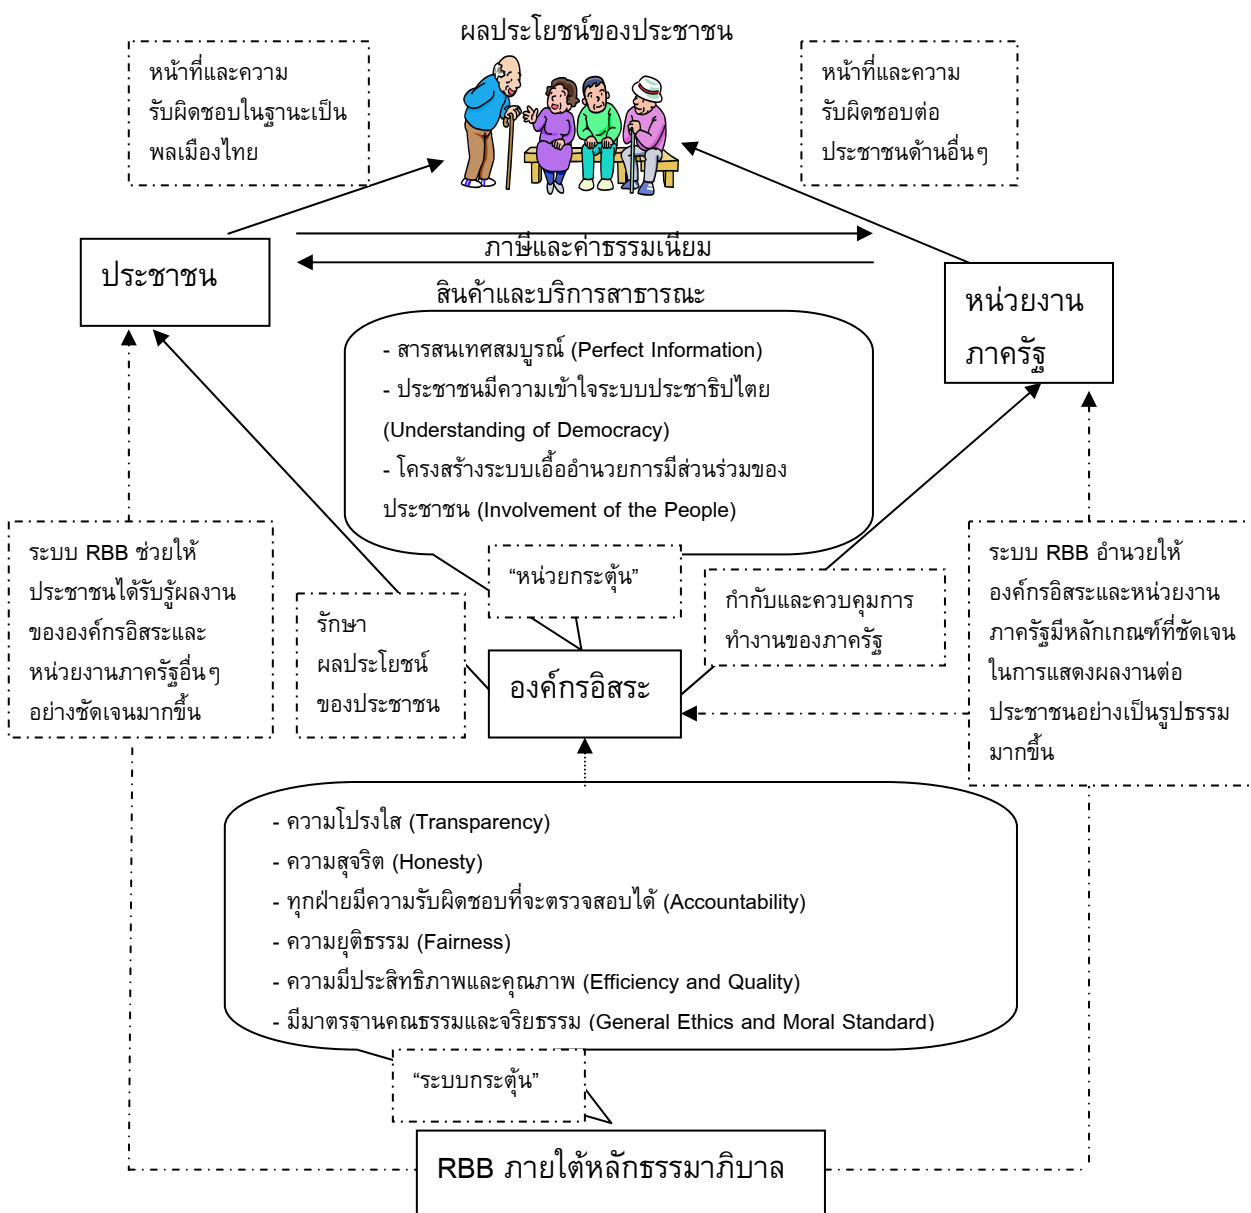 ผลประโยชน์ของประชาชน
หน้าที่และความ
รับผิดชอบในฐานะเป็น
พลเมืองไทย
หน้าที่และความ
รับผิดชอบต่อ
ประชาชนด้านอื่นๆ
ประชาชน
ภาษีและค่าธรรมเนียม
สินค้าและบริการสาธารณะ
หน่วยงาน
ภาครัฐ
- สารสนเทศสมบูรณ์ (Perfect Information)
- ประชาชนมีความเข้าใจระบบประชาธิปไตย
(Understanding of Democracy)
- โครงสร้างระบบเอื้ออำนวยการมีส่วนร่วมของ
ประชาชน (Involvement of the People)
ระบบ RBB ช่วยให้
ประชาชนได้รับรู้ผลงาน
ขององค์กรอิสระและ
หน่วยงานภาครัฐอื่นๆ
อย่างชัดเจนมากขึ้น
รักษา
ผลประโยชน์
ของประชาชน
“หน่วยกระตุ้น”
องค์กรอิสระ
กำกับและควบคุมการ
ทำงานของภาครัฐ
ระบบ RBB อำนวยให้
องค์กรอิสระและหน่วยงาน
ภาครัฐมีหลักเกณฑ์ที่ชัดเจน
ในการแสดงผลงานต่อ
ประชาชนอย่างเป็นรูปธรรม
มากขึ้น
- ความโปรงใส (Transparency)
- ความสุจริต (Honesty)
- ทุกฝ่ายมีความรับผิดชอบที่จะตรวจสอบได้ (Accountability)
- ความยุติธรรม (Fairness)
- ความมีประสิทธิภาพและคุณภาพ (Efficiency and Quality)
- มีมาตรฐานคุณธรรมและจริยธรรม (General Ethics and Moral Standard)
“ระบบกระตุ้น”
RBB ภายใต้หลักธรรมาภิบาล